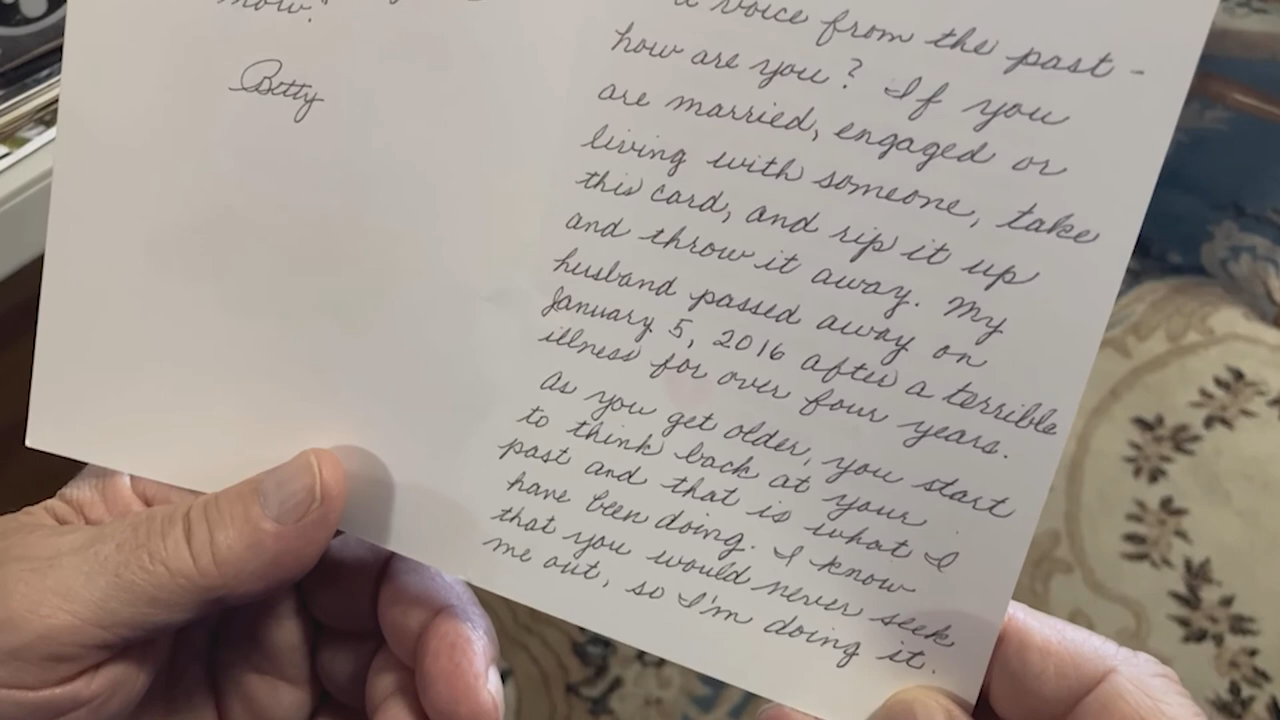 now?
Betty
a voice from the past -
how are you? If you
are married, engaged or
living with someone, take
this card, and rip it up
and throw it away. My
husband passed away on
January 5, 2016 after a terrible
illness for over four years.
As you get older, you start
to think back at your
past and that is what I
have been doing. I know
that you would never seek
me out, so I'm doing it.